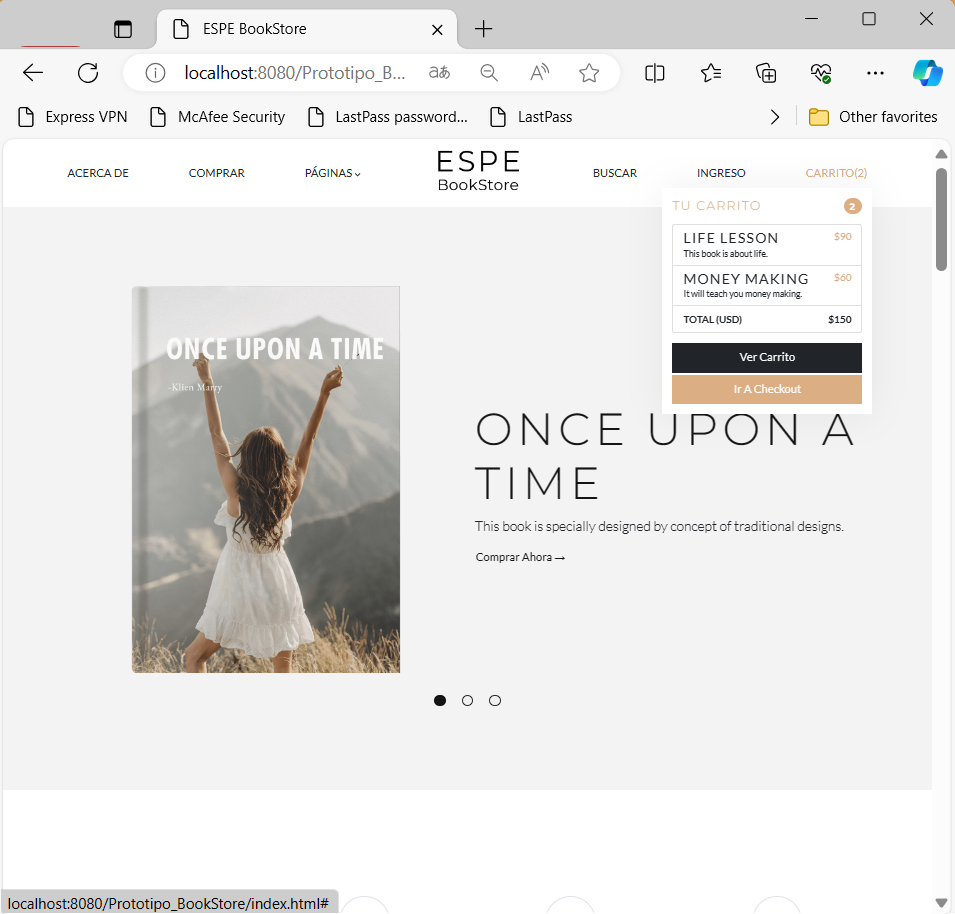 ESPE BookStore
localhost:8080/Prototipo_B...
Express VPN
McAfee Security
LastPass password...
LastPass
Other favorites
ACERCA DE
COMPRAR
PÁGINAS
ESPE
BookStore
BUSCAR
INGRESO
CARRITO(2)
TU CARRITO 2
LIFE LESSON $90
This book is about life.
MONEY MAKING $60
It will teach you money making.
TOTAL (USD) $150
Ver Carrito
Ir A Checkout
ONCE UPON A TIME
-Kllen Marry
ONCE UPON A
TIME
This book is specially designed by concept of traditional designs.
Comprar Ahora→
localhost:8080/Prototipo_BookStore/index.html#